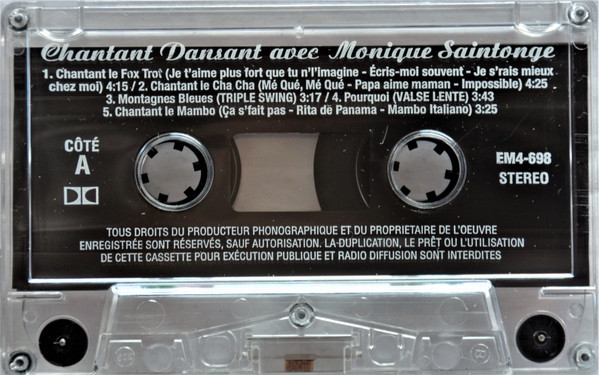 Chantant Dansant avec Monique Saintonge
1. Chantant le Fox Trot (Je t'aime plus fort que tu n'l'imagine - Écris-moi souvent - Je s'rais mieux
chez moi) 4:15 / 2. Chantant le Cha Cha (Mé Qué, Mé Qué - Papa aime maman - Impossible) 4:25
3. Montagnes Bleues (TRIPLE SWING) 3:17 / 4. Pourquoi (VALSE LENTE) 3:43
5. Chantant le Mambo (Ça s'fait pas - Rita de Panama - Mambo Italiano) 3:25
CÔTÉ
A
EM4-698
STEREO
TOUS DROITS DU PRODUCTEUR PHONOGRAPHIQUE ET DU PROPRIETAIRE DE L'OEUVRE
ENREGISTRÉE SONT RÉSERVÉS, SAUF AUTORISATION. LA DUPLICATION, LE PRÊT OU L'UTILISATION
DE CETTE CASSETTE POUR EXÉCUTION PUBLIQUE ET RADIO DIFFUSION SONT INTERDITES